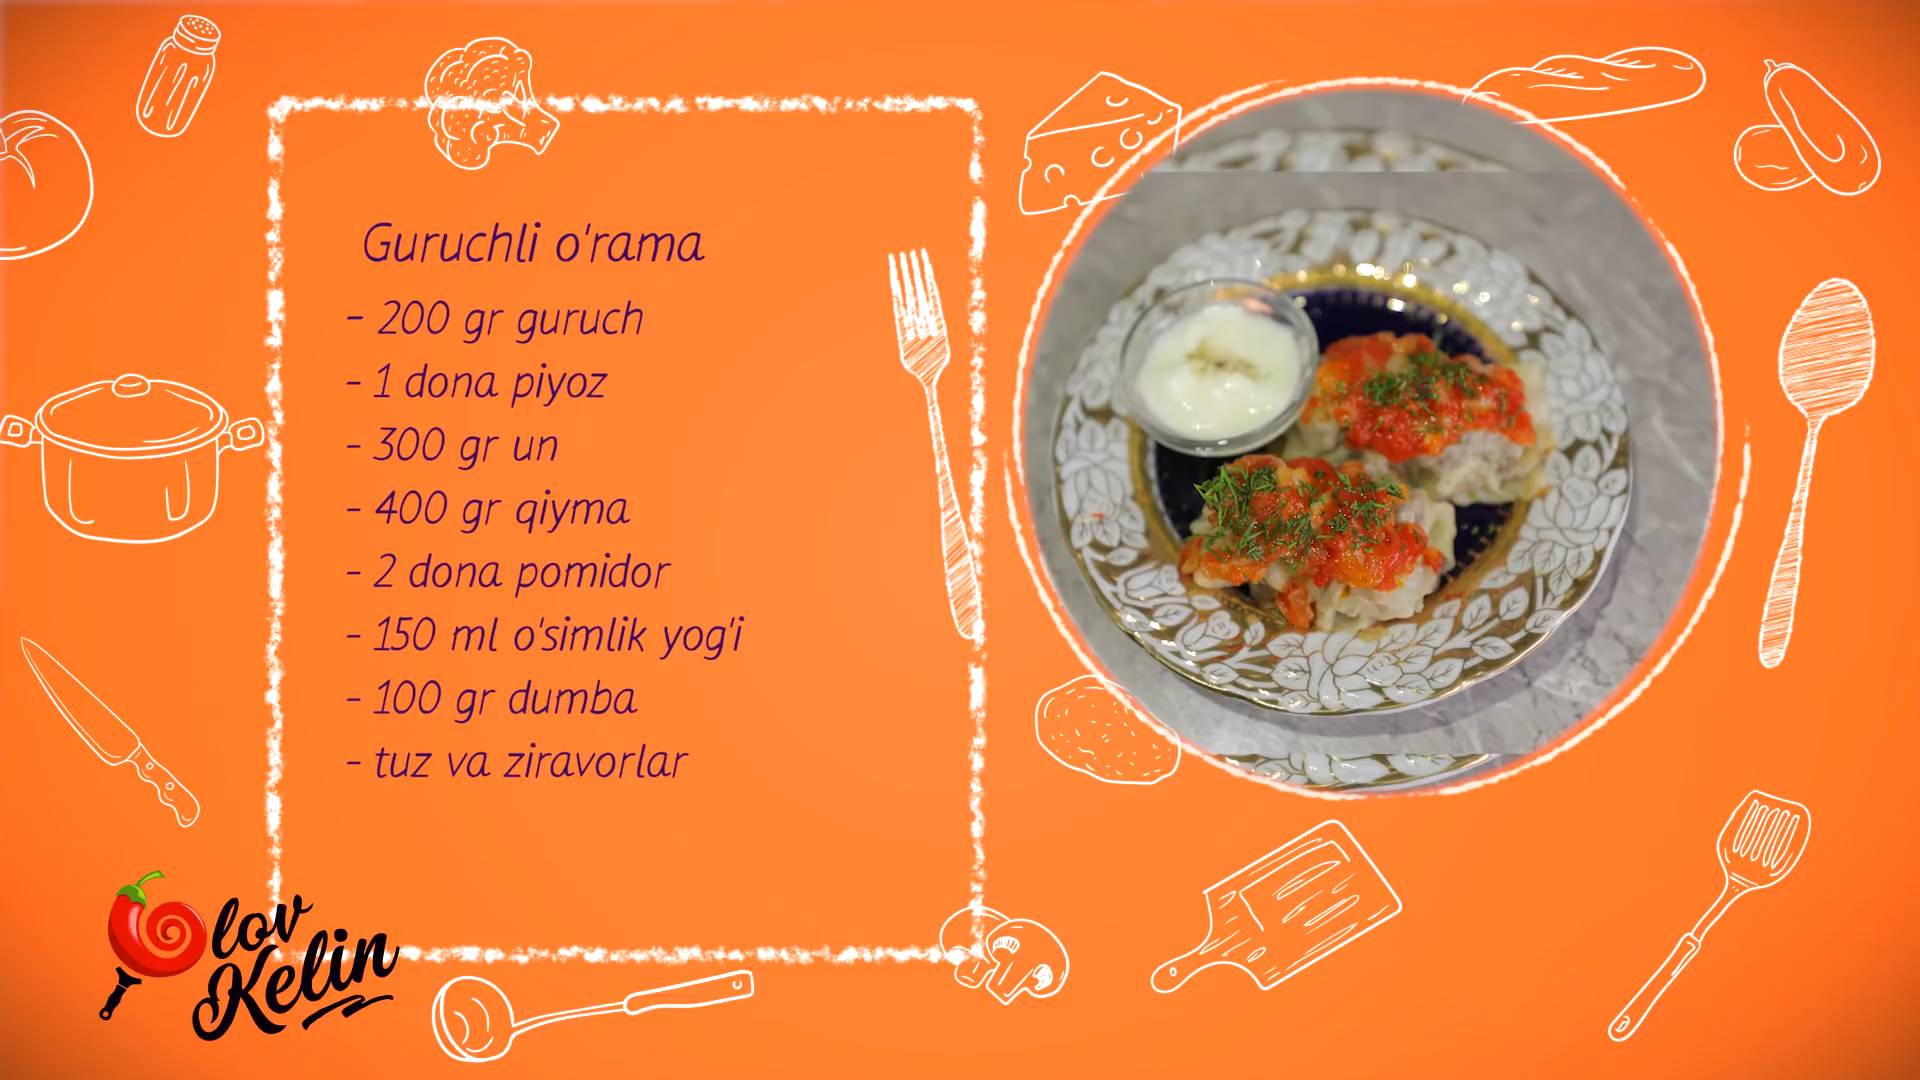 Guruchli o'rama
- 200 gr guruch
- 1 dona piyoz
- 300 gr un
- 400 gr qiyma
- 2 dona pomidor
- 150 ml o'simlik yog'i
- 100 gr dumba
- tuz va ziravorlar
Olov
Kelin